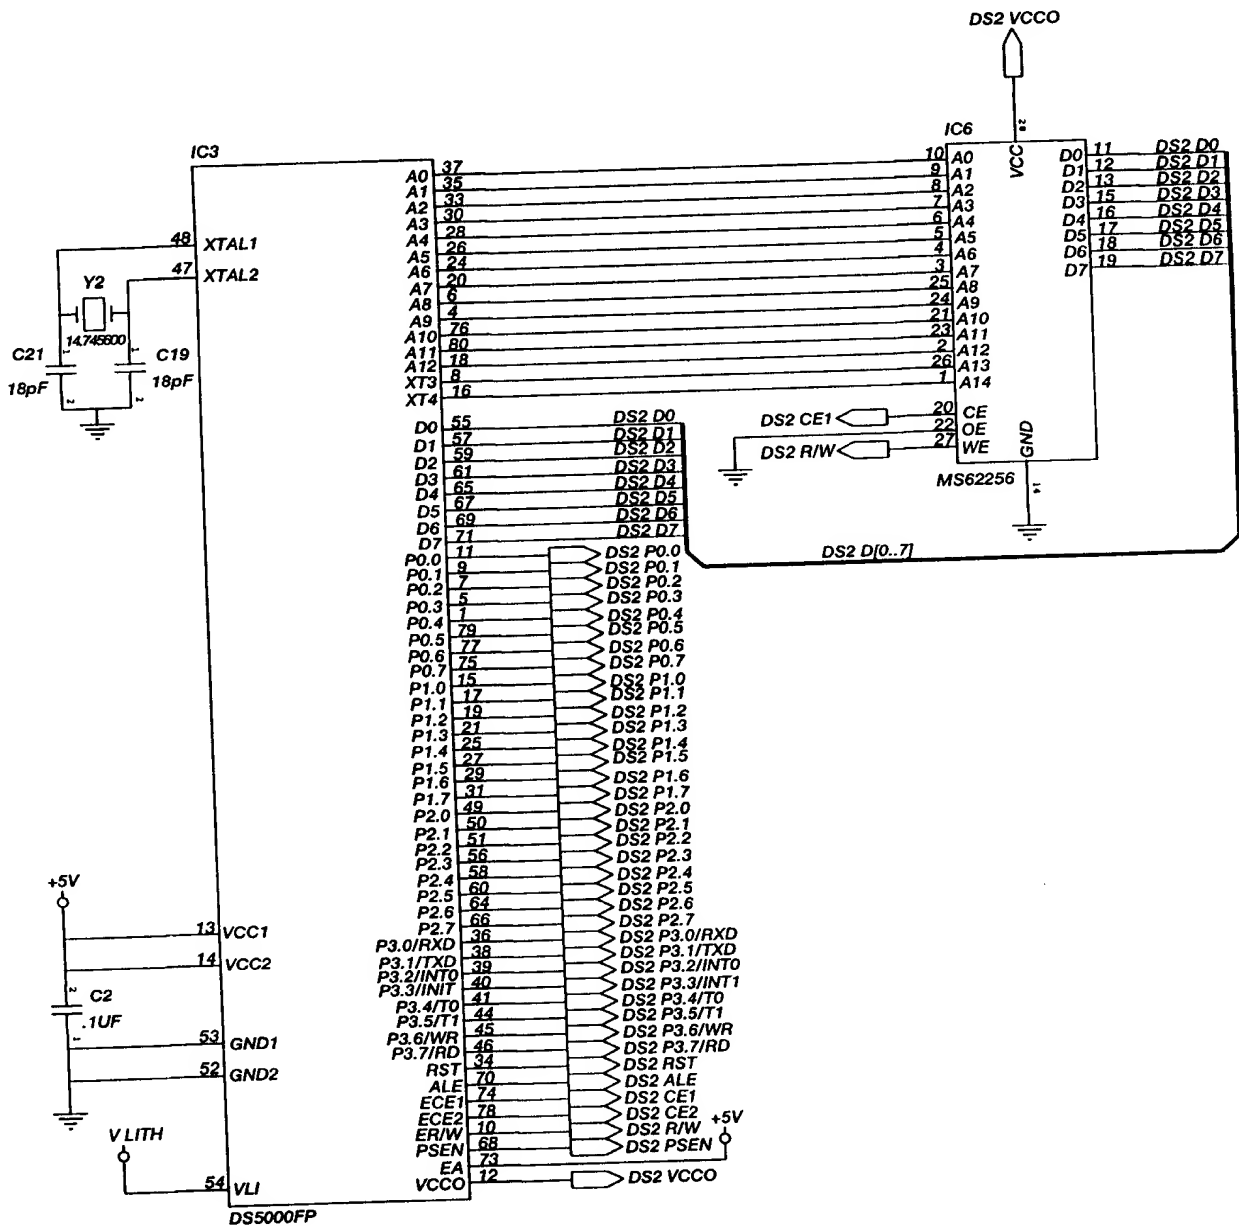 DS2 VCCO
IC6
28
VCC
10 A0
9 A1
8 A2
7 A3
6 A4
5 A5
4 A6
3 A7
25 A8
24 A9
21 A10
23 A11
2 A12
26 A13
1 A14
20 CE
22 OE
27 WE
GND
14
MS62256
D0 11 DS2 D0
D1 12 DS2 D1
D2 13 DS2 D2
D3 15 DS2 D3
D4 16 DS2 D4
D5 17 DS2 D5
D6 18 DS2 D6
D7 19 DS2 D7
DS2 CE1
DS2 R/W
DS2 D[0..7]
IC3
48 XTAL1
47 XTAL2
Y2
14.745600
C21
18pF
1
2
C19
18pF
1
2
+5V
13 VCC1
14 VCC2
2
C2
.1UF
1
53 GND1
52 GND2
V LITH
54 VLI
DS5000FP
A0 37
A1 35
A2 33
A3 30
A4 28
A5 26
A6 24
A7 20
A8 6
A9 4
A10 76
A11 80
A12 18
XT3 8
XT4 16
D0 55 DS2 D0
D1 57 DS2 D1
D2 59 DS2 D2
D3 61 DS2 D3
D4 65 DS2 D4
D5 67 DS2 D5
D6 69 DS2 D6
D7 71 DS2 D7
P0.0 11 DS2 P0.0
P0.1 9 DS2 P0.1
P0.2 7 DS2 P0.2
P0.3 5 DS2 P0.3
P0.4 1 DS2 P0.4
P0.5 79 DS2 P0.5
P0.6 77 DS2 P0.6
P0.7 75 DS2 P0.7
P1.0 15 DS2 P1.0
P1.1 17 DS2 P1.1
P1.2 19 DS2 P1.2
P1.3 21 DS2 P1.3
P1.4 25 DS2 P1.4
P1.5 27 DS2 P1.5
P1.6 29 DS2 P1.6
P1.7 31 DS2 P1.7
P2.0 49 DS2 P2.0
P2.1 50 DS2 P2.1
P2.2 51 DS2 P2.2
P2.3 56 DS2 P2.3
P2.4 58 DS2 P2.4
P2.5 60 DS2 P2.5
P2.6 64 DS2 P2.6
P2.7 66 DS2 P2.7
P3.0/RXD 36 DS2 P3.0/RXD
P3.1/TXD 38 DS2 P3.1/TXD
P3.2/INT0 39 DS2 P3.2/INT0
P3.3/INIT 40 DS2 P3.3/INT1
P3.4/T0 41 DS2 P3.4/T0
P3.5/T1 44 DS2 P3.5/T1
P3.6/WR 45 DS2 P3.6/WR
P3.7/RD 46 DS2 P3.7/RD
RST 34 DS2 RST
ALE 70 DS2 ALE
ECE1 74 DS2 CE1
ECE2 78 DS2 CE2
ER/W 10 DS2 R/W
PSEN 68 DS2 PSEN
EA 73 +5V
VCCO 12 DS2 VCCO